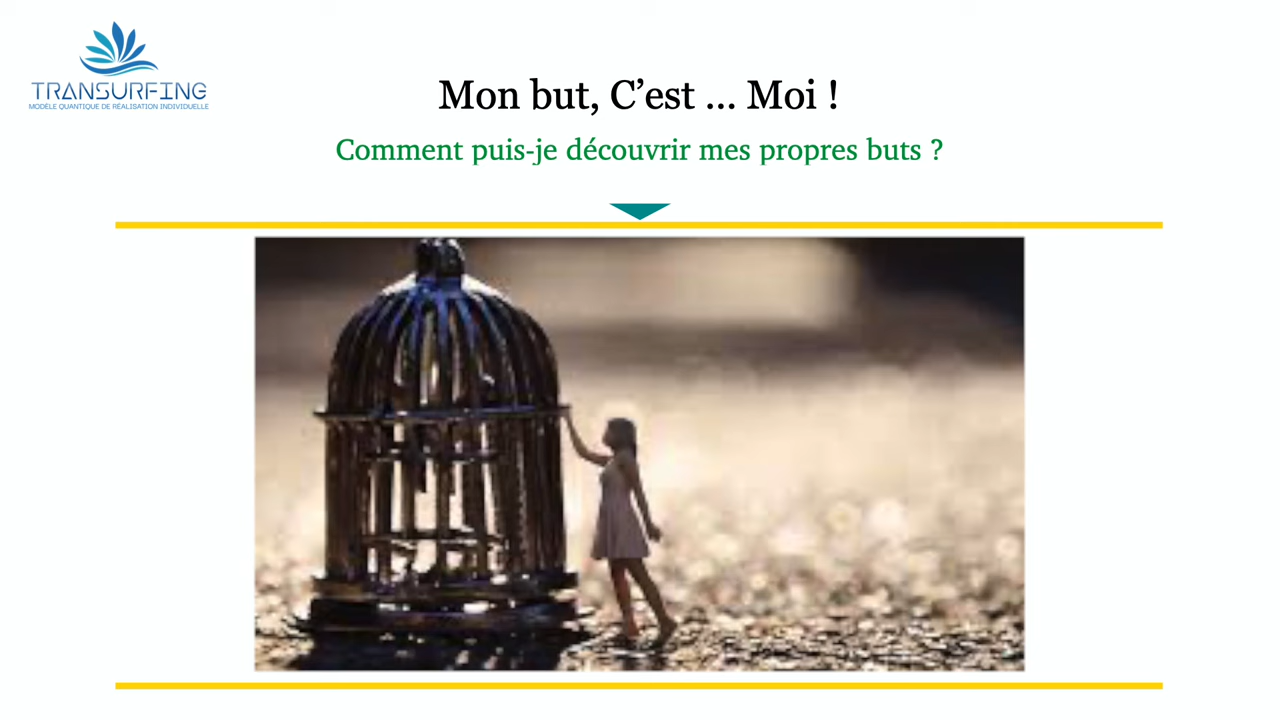 TRANSURFING
MODÈLE QUANTIQUE DE RÉALISATION INDIVIDUELLE
Mon but, C’est ... Moi !
Comment puis-je découvrir mes propres buts ?